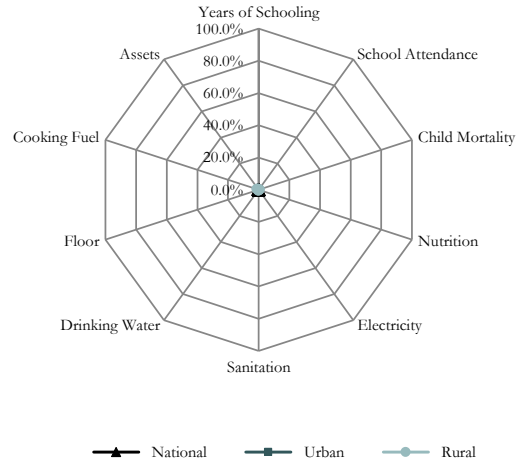 Years of Schooling
100.0%
Assets
School Attendance
80.0%
60.0%
Cooking Fuel
Child Mortality
40.0%
20.0%
0.0%
Floor
Nutrition
Drinking Water
Electricity
Sanitation
National Urban Rural